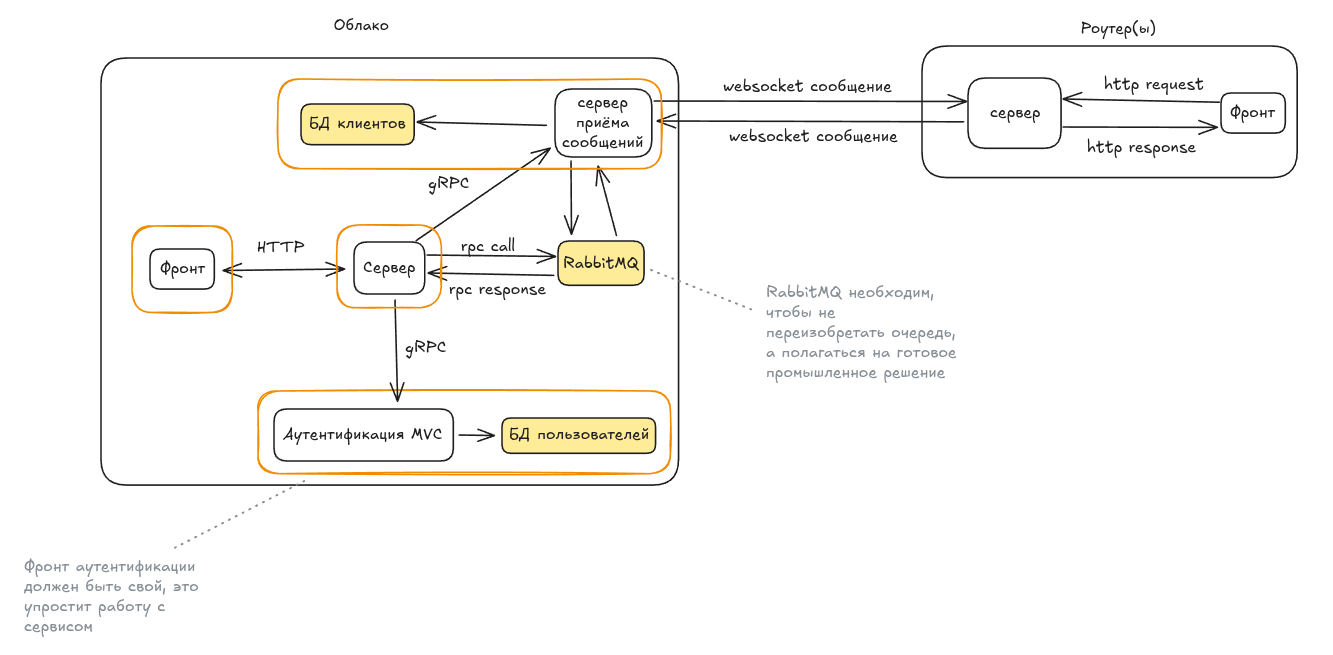 Облако
Роутер(ы)
БД клиентов
сервер
приёма
сообщений
websocket сообщение
websocket сообщение
сервер
http request
http response
Фронт
gRPC
Фронт
HTTP
Сервер
rpc call
rpc response
RabbitMQ
RabbitMQ необходим,
чтобы не
переизобретать очередь,
а полагаться на готовое
промышленное решение
gRPC
Аутентификация MVC
БД пользователей
Фронт аутентификации
должен быть свой, это
упростит работу с
сервисом